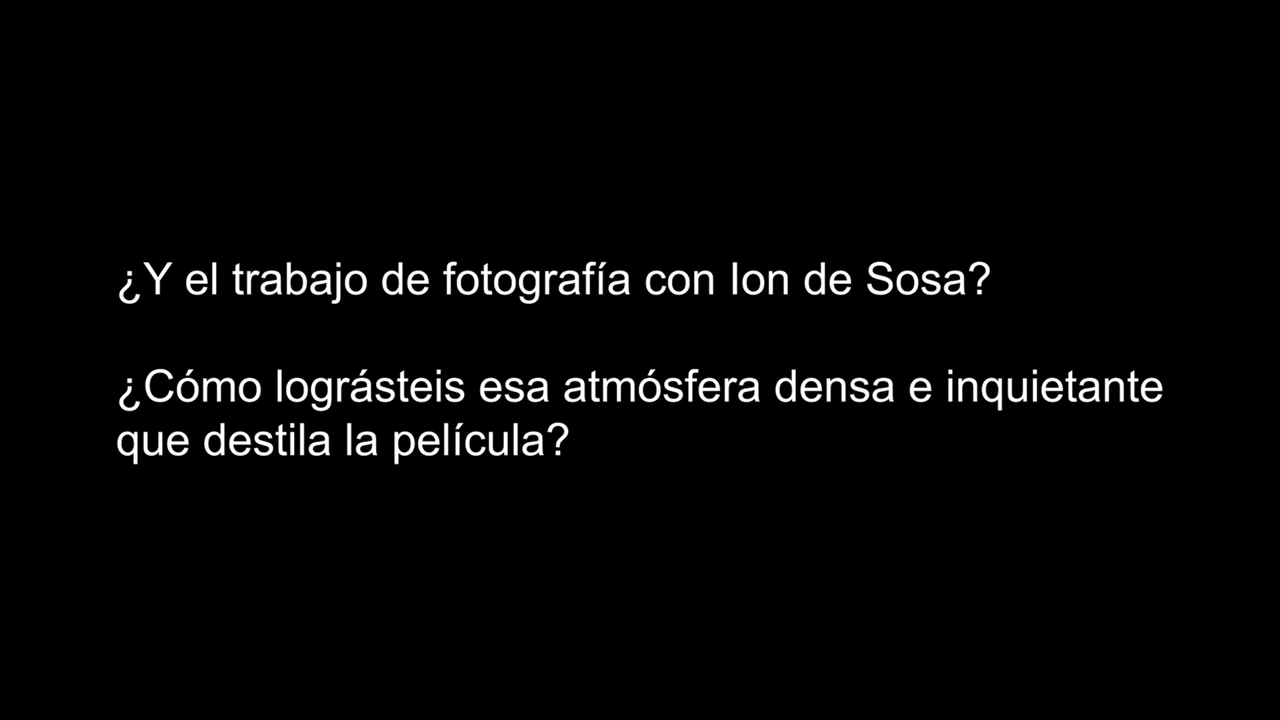 ¿Y el trabajo de fotografía con Ion de Sosa?
¿Cómo lográsteis esa atmósfera densa e inquietante
que destila la película?